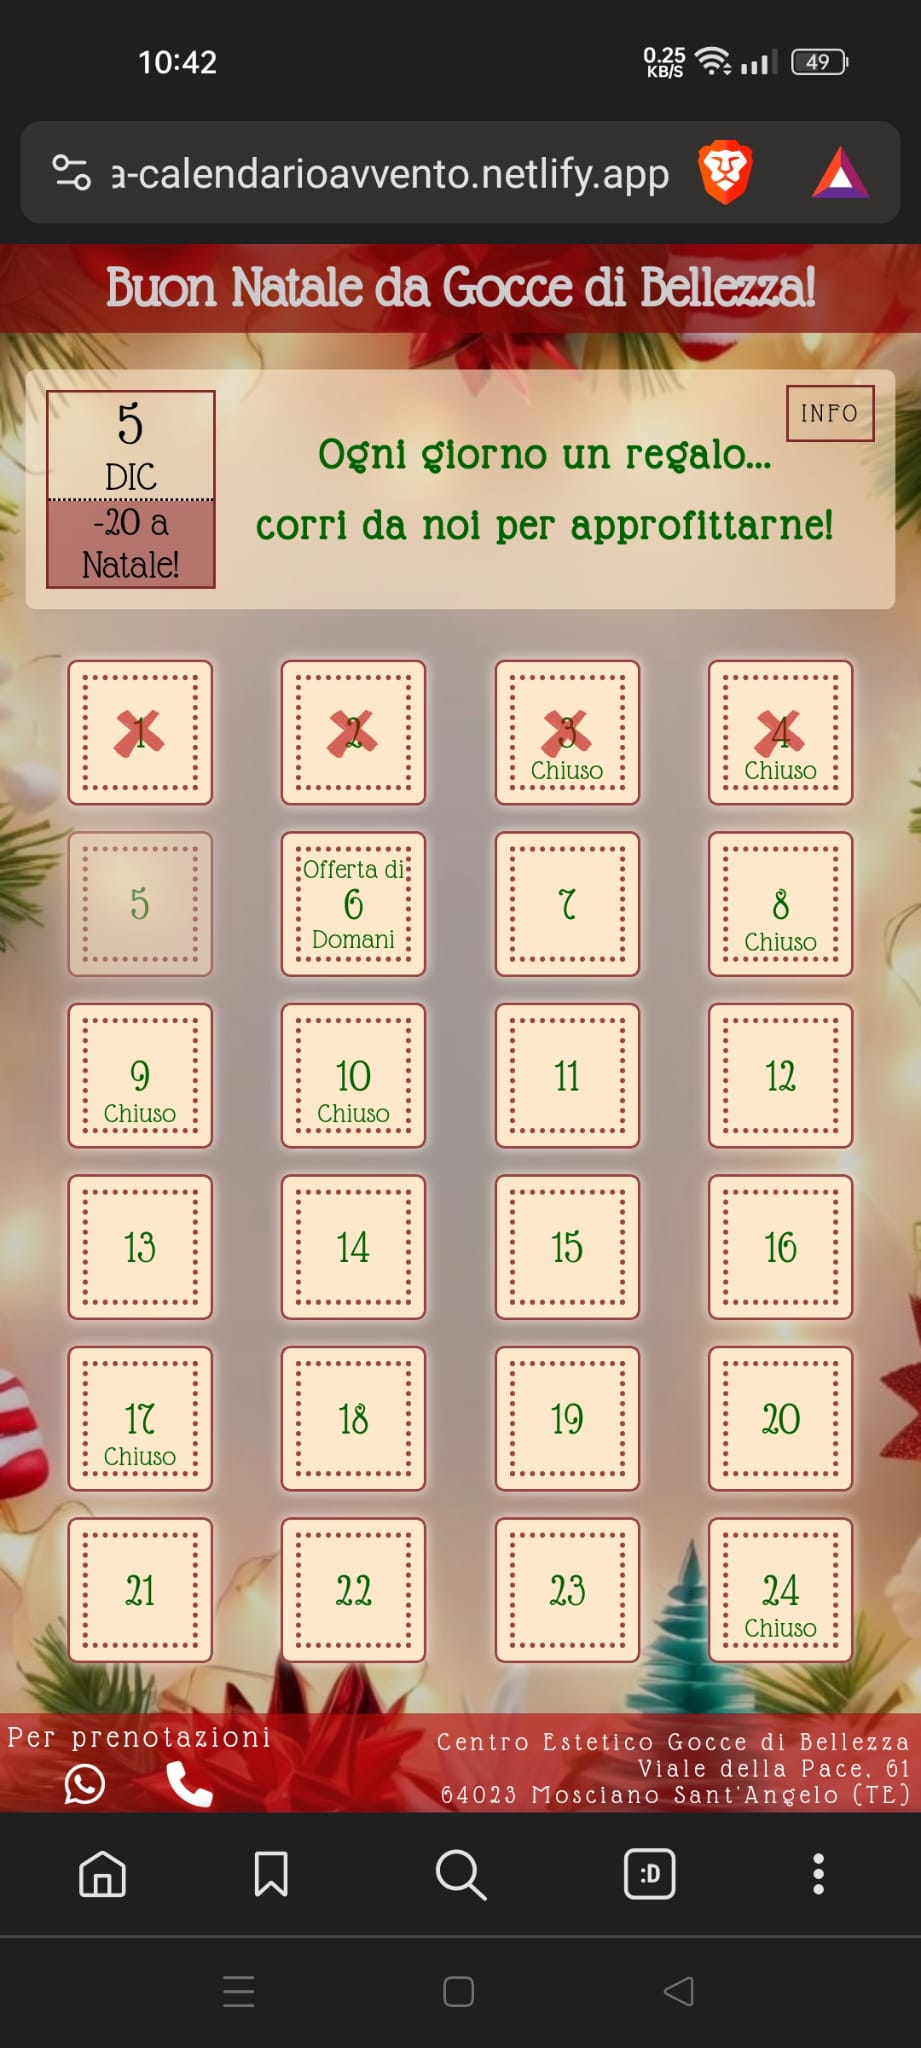 10:42
0.25
KB/S
49
a-calendarioavvento.netlify.app
Buon Natale da Gocce di Bellezza!
5
DIC
-20 a
Natale!
INFO
Ogni giorno un regalo...
corri da noi per approfittarne!
1
2
3
Chiuso
4
Chiuso
5
Offerta di
6
Domani
7
8
Chiuso
9
Chiuso
10
Chiuso
11
12
13
14
15
16
17
Chiuso
18
19
20
21
22
23
24
Chiuso
Per prenotazioni
Centro Estetico Gocce di Bellezza
Viale della Pace, 61
64023 Mosciano Sant'Angelo (TE)
:D